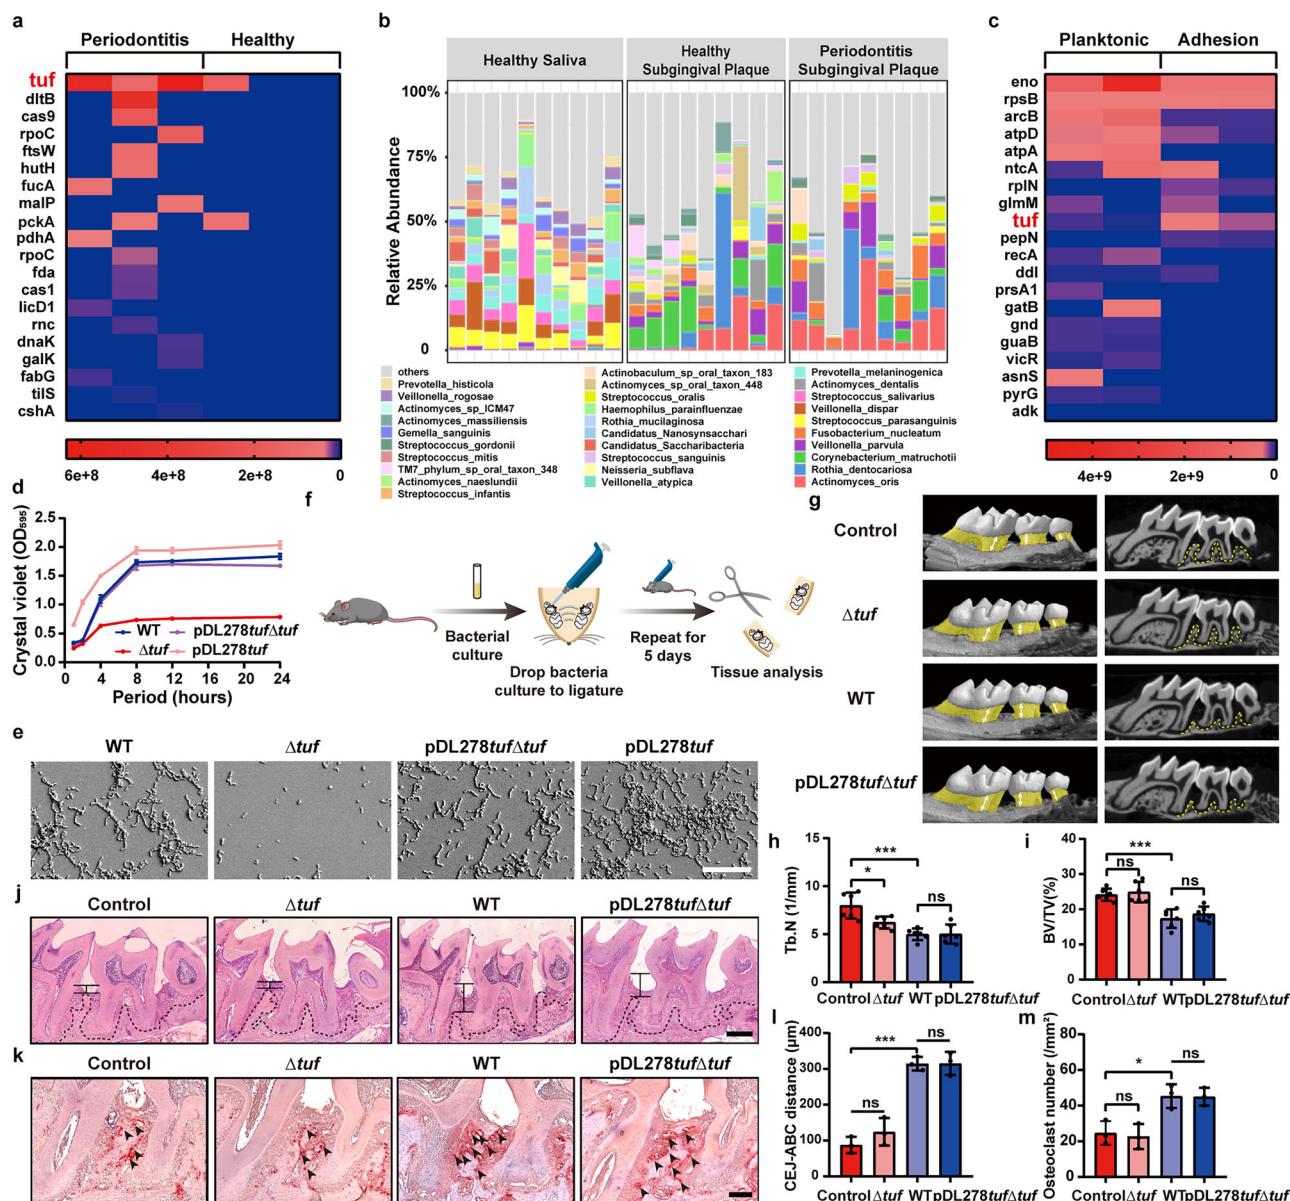 a
Periodontitis Healthy
tuf
dltB
cas9
rpoC
ftsW
hutH
fucA
malP
pckA
pdhA
rpoC
fda
cas1
licD1
rnc
dnaK
galK
fabG
tilS
cshA
6e+8 4e+8 2e+8 0
b
Healthy Saliva
Healthy
Subgingival Plaque
Periodontitis
Subgingival Plaque
Relative Abundance
100%
75%
50%
25%
0
others
Prevotella_histicola
Veillonella_rogosae
Actinomyces_sp_ICM47
Actinomyces_massiliensis
Gemella_sanguinis
Streptococcus_gordonii
Streptococcus_mitis
TM7_phylum_sp_oral_taxon_348
Actinomyces_naeslundii
Streptococcus_infantis
Actinobaculum_sp_oral_taxon_183
Actinomyces_sp_oral_taxon_448
Streptococcus_oralis
Haemophilus_parainfluenzae
Rothia_mucilaginosa
Candidatus_Nanosynsacchari
Candidatus_Saccharibacteria
Streptococcus_sanguinis
Neisseria_subflava
Veillonella_atypica
Prevotella_melaninogenica
Actinomyces_dentalis
Streptococcus_salivarius
Veillonella_dispar
Streptococcus_parasanguinis
Fusobacterium_nucleatum
Veillonella_parvula
Corynebacterium_matruchotii
Rothia_dentocariosa
Actinomyces_oris
c
Planktonic Adhesion
eno
rpsB
arcB
atpD
atpA
ntcA
rplN
glmM
tuf
pepN
recA
ddl
prsA1
gatB
gnd
guaB
vicR
asnS
pyrG
adk
4e+9 2e+9 0
d
Crystal violet (OD595)
2.5
2.0
1.5
1.0
0.5
0.0
WT pDL278tufΔtuf
Δtuf pDL278tuf
0 4 8 12 16 20 24
Period (hours)
e
WT Δtuf pDL278tufΔtuf pDL278tuf
f
Bacterial
culture
Drop bacteria
culture to ligature
Repeat for
5 days
Tissue analysis
g
Control
Δtuf
WT
pDL278tufΔtuf
h
Tb.N (1/mm)
15
10
5
0
*** 
*
ns
Control Δtuf WT pDL278tufΔtuf
i
BV/TV(%)
40
30
20
10
0
***
ns
ns
Control Δtuf WT pDL278tufΔtuf
j
Control Δtuf WT pDL278tufΔtuf
k
Control Δtuf WT pDL278tufΔtuf
l
CEJ-ABC distance (μm)
400
300
200
100
0
ns
***
ns
Control Δtuf WT pDL278tufΔtuf
m
Osteoclast number (/mm²)
80
60
40
20
0
*
ns
ns
Control Δtuf WT pDL278tufΔtuf